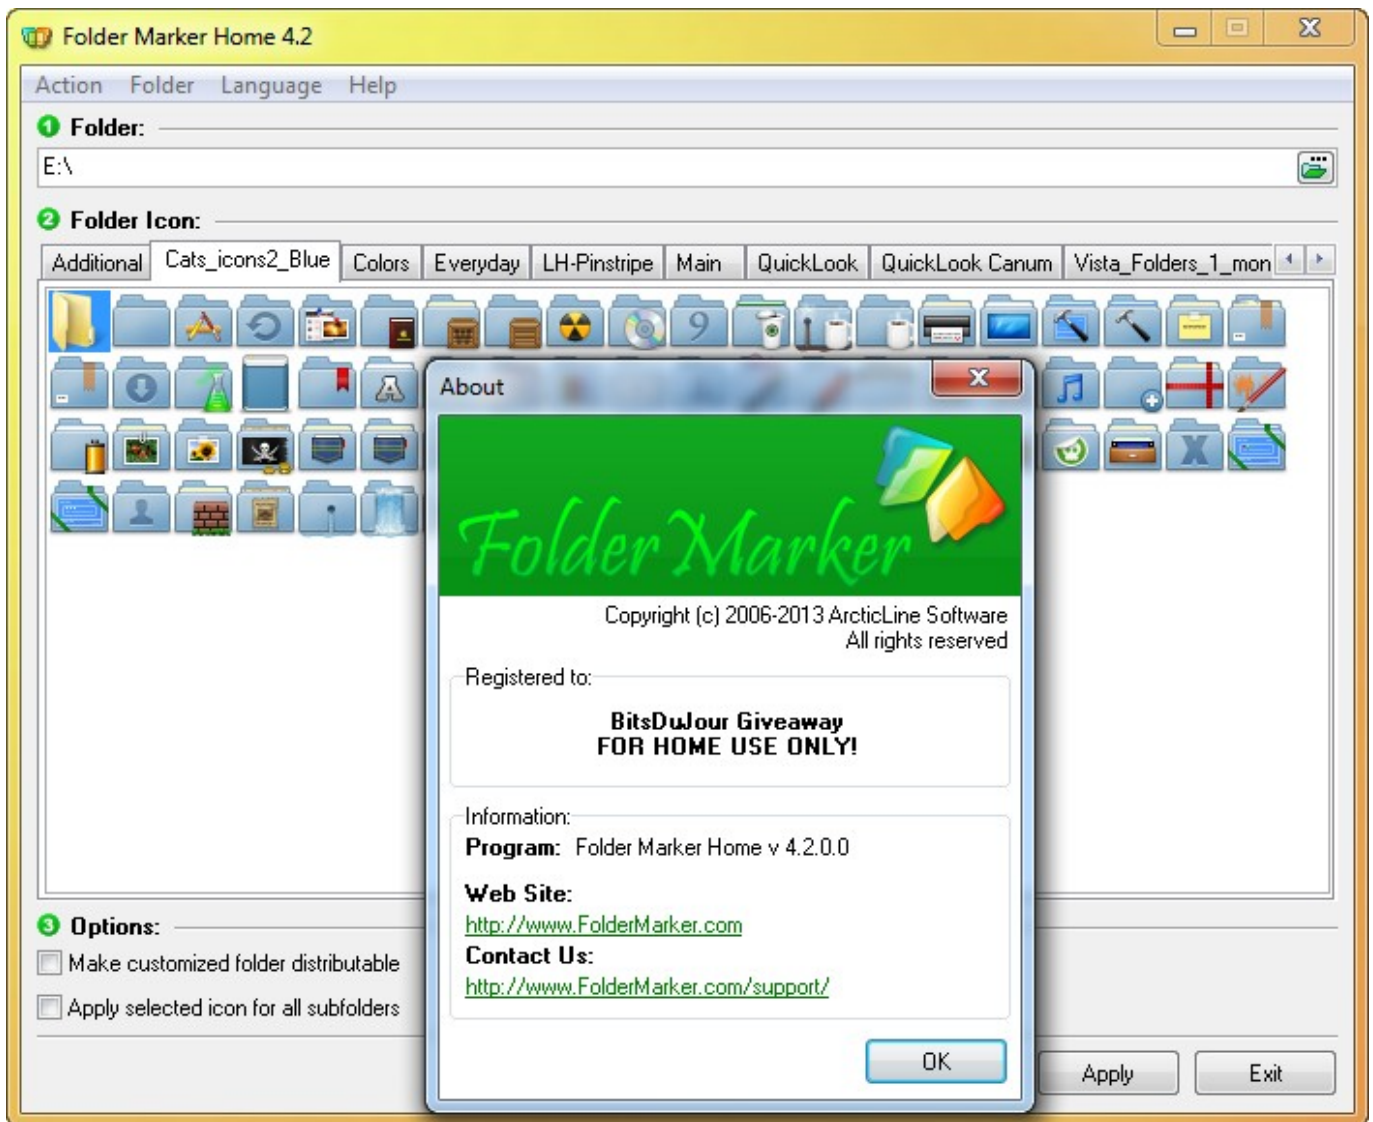 Folder Marker Home 4.2
Action Folder Language Help
1 Folder:
E:\
2 Folder Icon:
Additional Cats_icons2_Blue Colors Everyday LH-Pinstripe Main QuickLook QuickLook Canum Vista_Folders_1_mon
9
A
X
About
Folder Marker
Copyright (c) 2006-2013 ArcticLine Software
All rights reserved
Registered to:
BitsDuJour Giveaway
FOR HOME USE ONLY!
Information:
Program: Folder Marker Home v 4.2.0.0
Web Site:
http://www.FolderMarker.com
Contact Us:
http://www.FolderMarker.com/support/
OK
3 Options:
Make customized folder distributable
Apply selected icon for all subfolders
Apply Exit